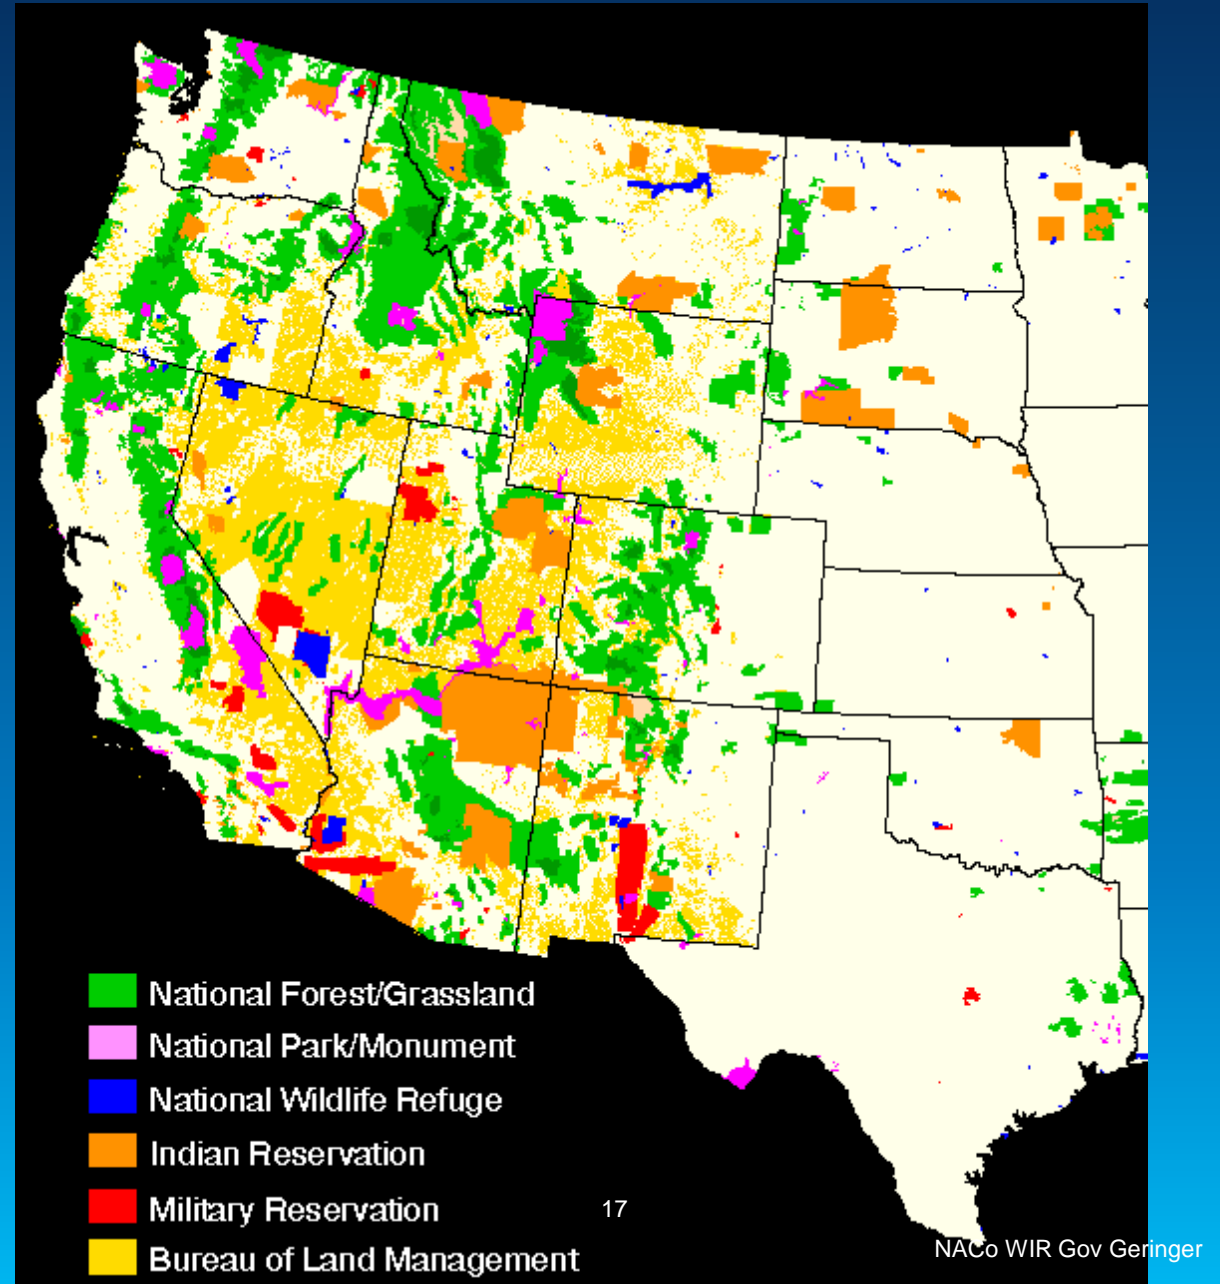 National Forest/Grassland
National Park/Monument
National Wildlife Refuge
Indian Reservation
Military Reservation
Bureau of Land Management
17
NACo WIR Gov Geringer